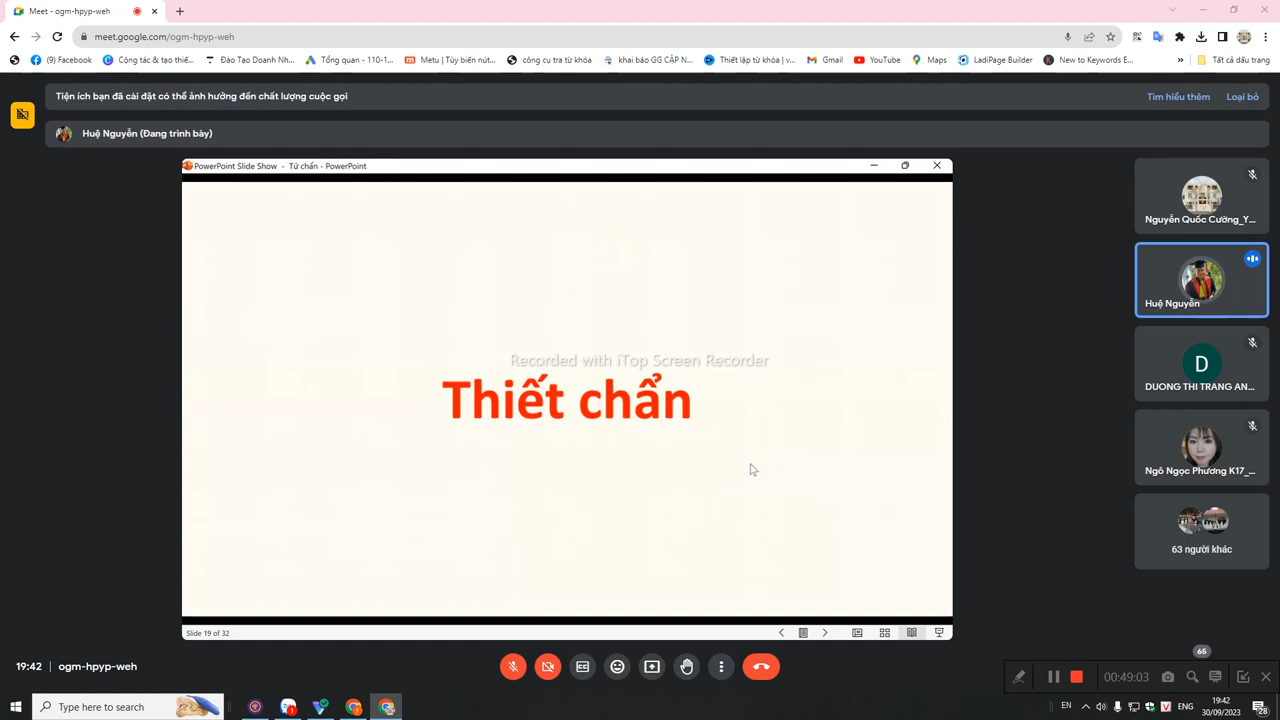 Meet - ogm-hpyp-weh
meet.google.com/ogm-hpyp-weh
(9) Facebook
Công tác & tạo thiế...
Đào Tạo Doanh Nh...
Tổng quan - 110-1...
Metu | Tùy biến nút...
công cụ tra từ khóa
khai báo GG CẬP N...
Thiết lập từ khóa | v...
Gmail
YouTube
Maps
LadiPage Builder
New to Keywords E...
»
Tất cả dấu trang
Tiện ích bạn đã cài đặt có thể ảnh hưởng đến chất lượng cuộc gọi
Tìm hiểu thêm
Loại bỏ
Huệ Nguyễn (Đang trình bày)
PowerPoint Slide Show - Tứ chẩn - PowerPoint
Recorded with iTop Screen Recorder
Thiết chẩn
Slide 19 of 32
Nguyễn Quốc Cường_Y...
Huệ Nguyễn
D
DUONG THI TRANG AN...
Ngô Ngọc Phương K17_...
63 người khác
65
19:42
ogm-hpyp-weh
00:49:03
Type here to search
EN
ENG
19:42
30/09/2023
28